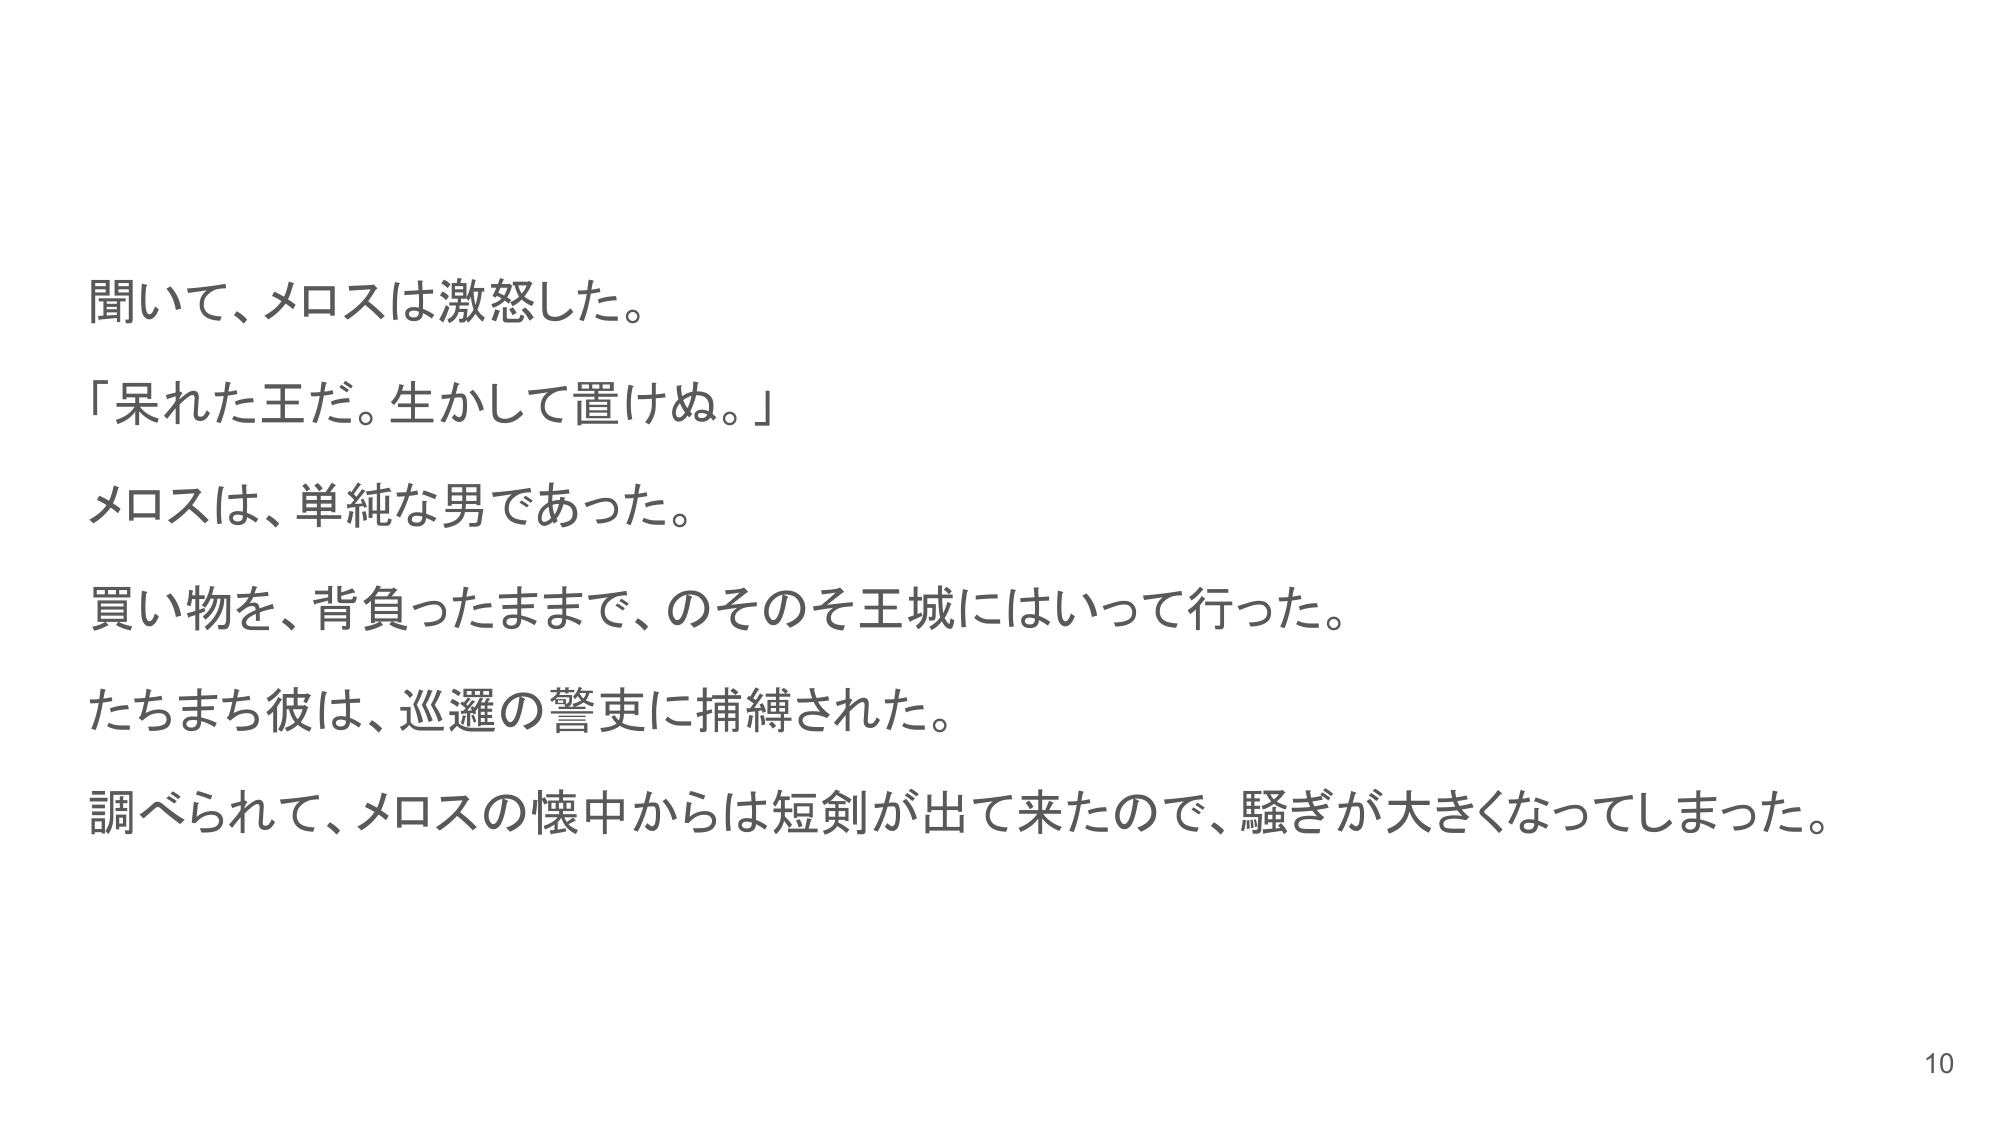 聞いて、メロスは激怒した。
「呆れた王だ。生かして置けぬ。」
メロスは、単純な男であった。
買い物を、背負ったままで、のそのそ王城にはいって行った。
たちまち彼は、巡邏の警吏に捕縛された。
調べられて、メロスの懐中からは短剣が出て来たので、騒ぎが大きくなってしまった。
10